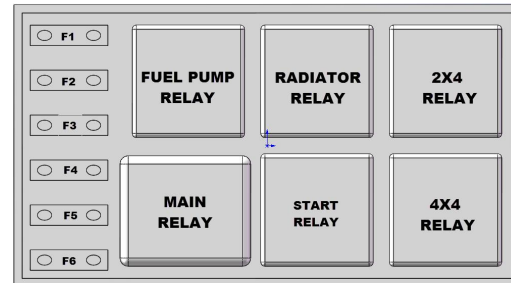 F1
F2
F3
F4
F5
F6
FUEL PUMP
RELAY
RADIATOR
RELAY
2X4
RELAY
MAIN
RELAY
START
RELAY
4X4
RELAY